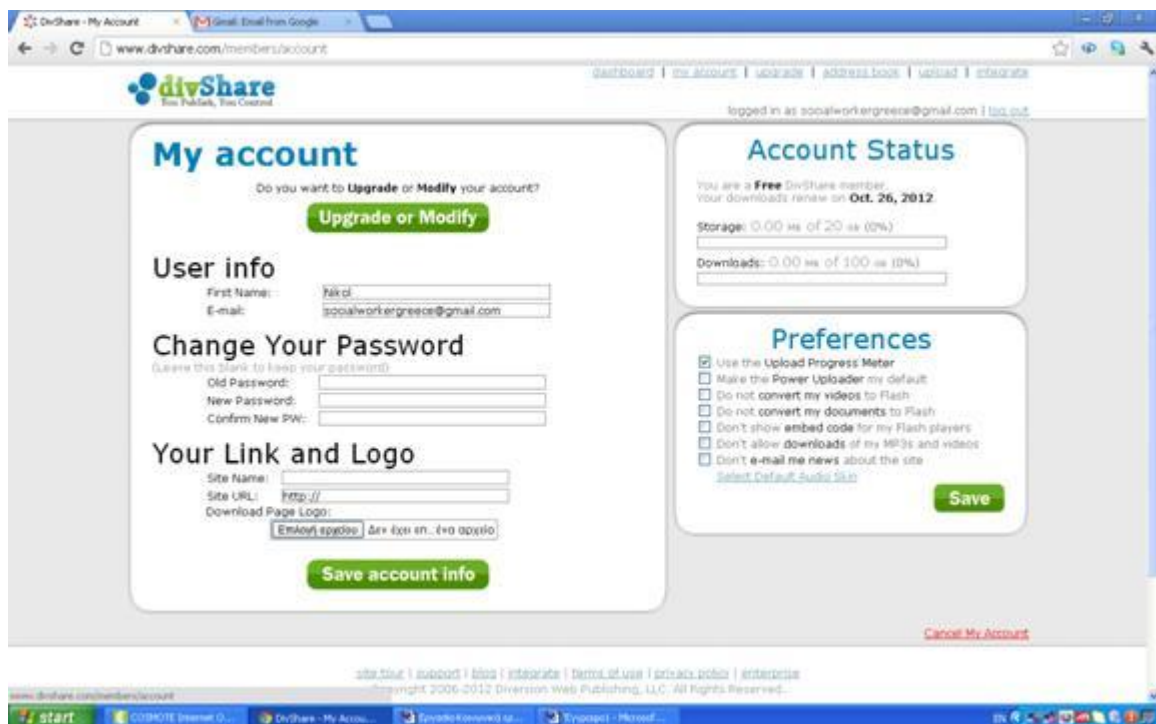 DivShare - My Account
Gmail: Email from Google
www.divshare.com/members/account
divShare
You Publish, You Control
dashboard | my account | upgrade | address book | upload | integrate
logged in as socialworkergreece@gmail.com | log out
My account
Do you want to Upgrade or Modify your account?
Upgrade or Modify
User info
First Name: Nikol
E-mail: socialworkergreece@gmail.com
Change Your Password
(Leave this blank to keep your password)
Old Password:
New Password:
Confirm New PW:
Your Link and Logo
Site Name:
Site URL: http://
Download Page Logo:
Επιλογή αρχείου Δεν έχει επ...ένα αρχείο
Save account info
Account Status
You are a Free DivShare member.
Your downloads renew on Oct. 26, 2012.
Storage: 0.00 MB of 20 GB (0%)
Downloads: 0.00 MB of 100 GB (0%)
Preferences
Use the Upload Progress Meter
Make the Power Uploader my default
Do not convert my videos to Flash
Do not convert my documents to Flash
Don't show embed code for my Flash players
Don't allow downloads of my MP3s and videos
Don't e-mail me news about the site
Select Default Audio Skin
Save
Cancel My Account
site tour | support | blog | integrate | terms of use | privacy policy | enterprise
Copyright 2006-2012 Diversion Web Publishing, LLC. All Rights Reserved.
www.divshare.com/members/account
start
COSMOTE Internet O...
DivShare - My Accou...
Έγγραφο1 - Microsof...
EN